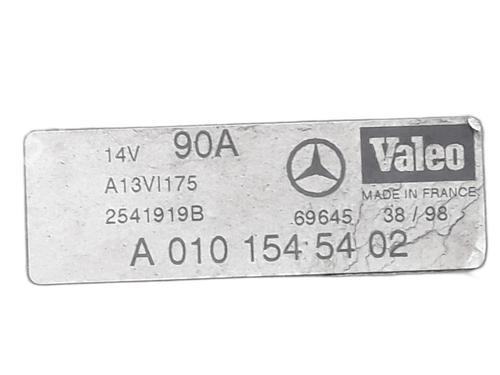 14V 90A Valeo
A13VI175 MADE IN FRANCE
2541919B 69645 38 / 98
A 010 154 54 02